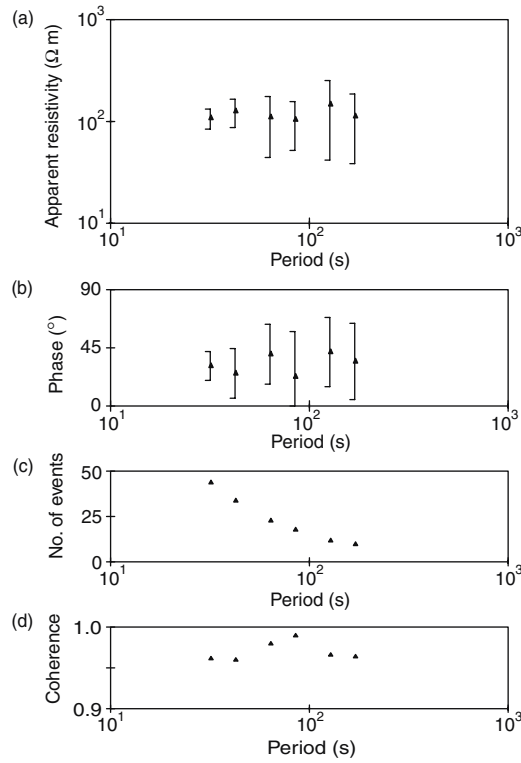 (a)
Apparent resistivity (Ω m)
10³
10²
10¹
10¹ 10² 10³
Period (s)
(b)
Phase (°)
90
45
0
10¹ 10² 10³
Period (s)
(c)
No. of events
50
25
0
10¹ 10² 10³
Period (s)
(d)
Coherence
1.0
0.9
10¹ 10² 10³
Period (s)